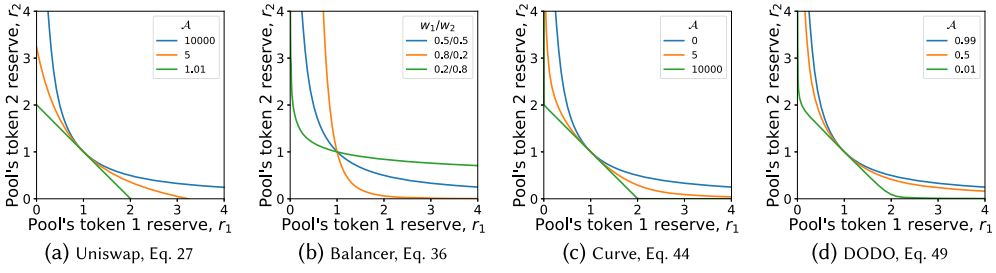 Pool's token 2 reserve, r₂
4
3
2
1
0
0 1 2 3 4
Pool's token 1 reserve, r₁
𝒜
10000
5
1.01
(a) Uniswap, Eq. 27
Pool's token 2 reserve, r₂
4
3
2
1
0
0 1 2 3 4
Pool's token 1 reserve, r₁
w₁/w₂
0.5/0.5
0.8/0.2
0.2/0.8
(b) Balancer, Eq. 36
Pool's token 2 reserve, r₂
4
3
2
1
0
0 1 2 3 4
Pool's token 1 reserve, r₁
𝒜
0
5
10000
(c) Curve, Eq. 44
Pool's token 2 reserve, r₂
4
3
2
1
0
0 1 2 3 4
Pool's token 1 reserve, r₁
𝒜
0.99
0.5
0.01
(d) DODO, Eq. 49